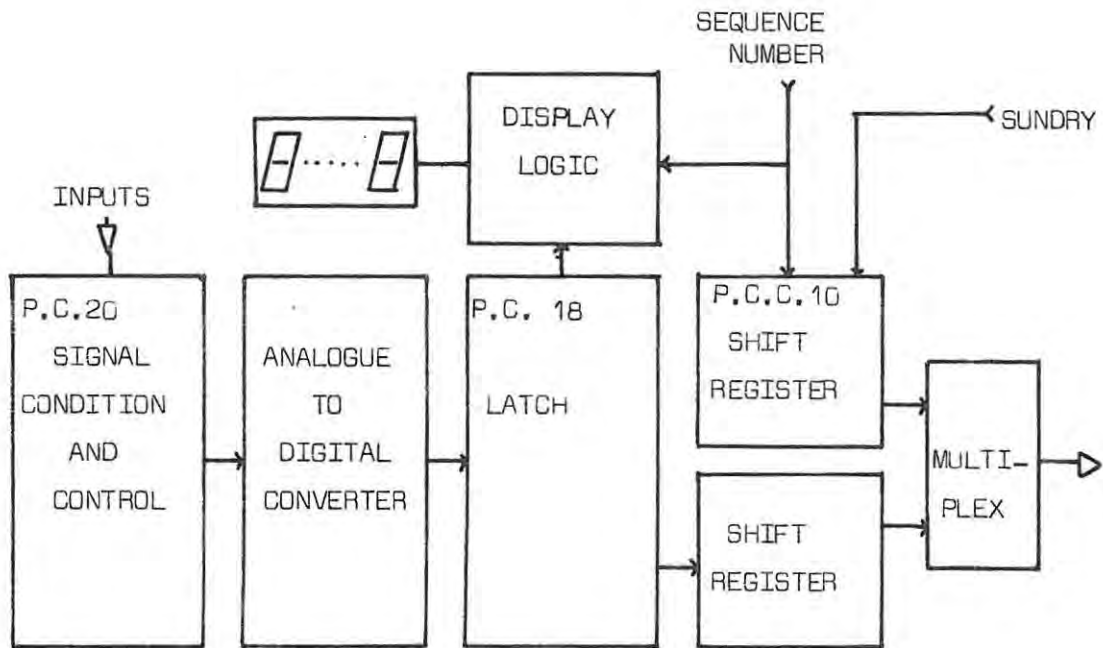 SEQUENCE
NUMBER
SUNDRY
DISPLAY
LOGIC
INPUTS
P.C.20
SIGNAL
CONDITION
AND
CONTROL
ANALOGUE
TO
DIGITAL
CONVERTER
P.C. 18
LATCH
P.C.C.10
SHIFT
REGISTER
SHIFT
REGISTER
MULTI-
PLEX